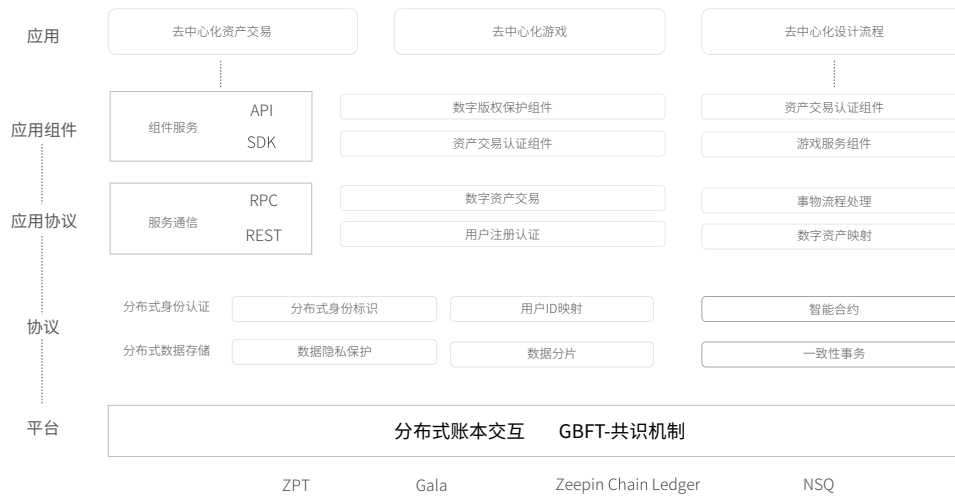 应用
去中心化资产交易
去中心化游戏
去中心化设计流程
应用组件
组件服务
API
SDK
数字版权保护组件
资产交易认证组件
资产交易认证组件
游戏服务组件
应用协议
服务通信
RPC
REST
数字资产交易
事物流程处理
用户注册认证
数字资产映射
协议
分布式身份认证
分布式身份标识
用户ID映射
智能合约
分布式数据存储
数据隐私保护
数据分片
一致性事务
平台
分布式账本交互 GBFT-共识机制
ZPT Gala Zeepin Chain Ledger NSQ